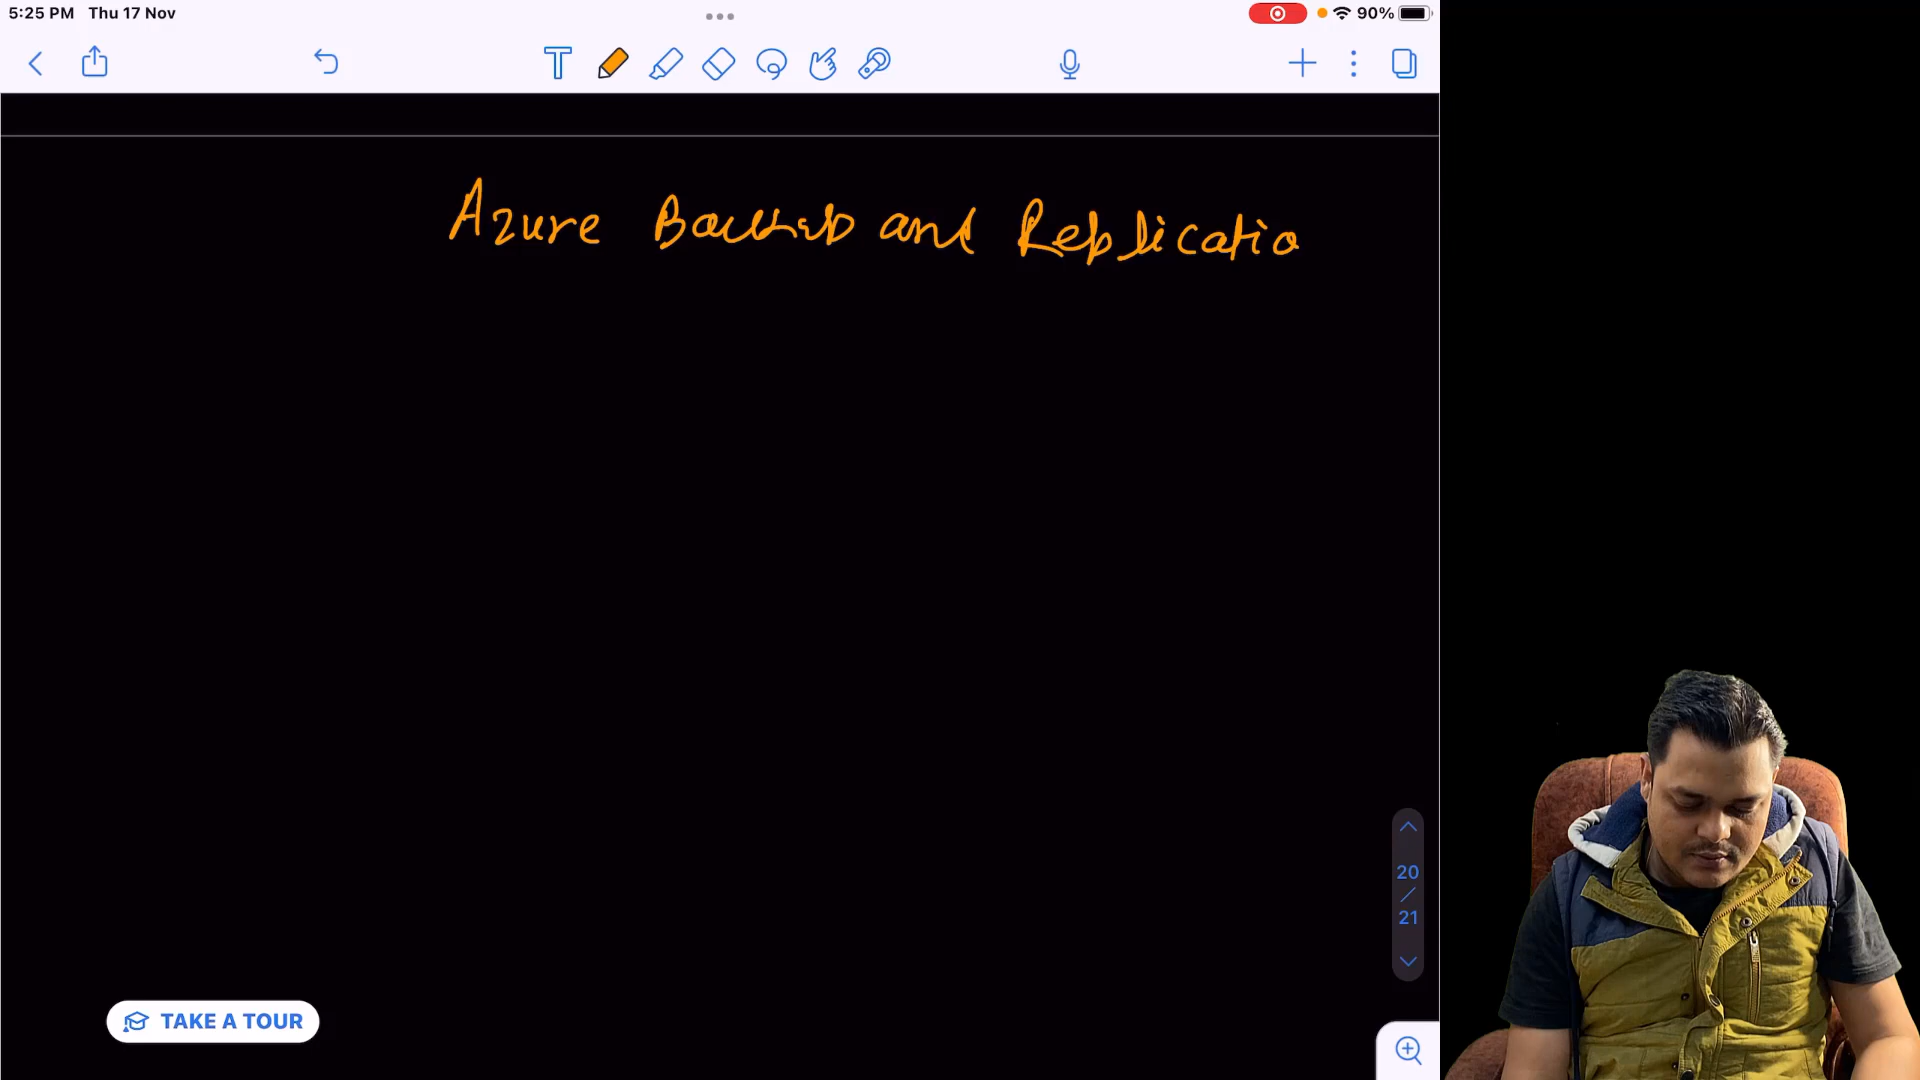 5:25 PM Thu 17 Nov
90%
T
Azure Backup and Replicatio
20
/
21
TAKE A TOUR